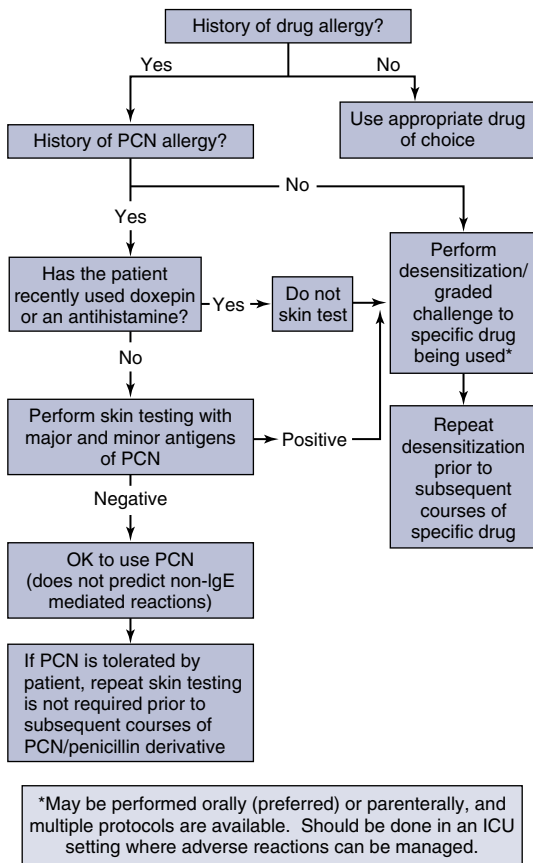 History of drug allergy?
Yes
No
History of PCN allergy?
Use appropriate drug
of choice
No
Yes
Has the patient
recently used doxepin
or an antihistamine?
Yes
Do not
skin test
Perform
desensitization/
graded
challenge to
specific drug
being used*
No
Perform skin testing with
major and minor antigens
of PCN
Positive
Repeat
desensitization
prior to
subsequent
courses of
specific drug
Negative
OK to use PCN
(does not predict non-IgE
mediated reactions)
If PCN is tolerated by
patient, repeat skin testing
is not required prior to
subsequent courses of
PCN/penicillin derivative
*May be performed orally (preferred) or parenterally, and
multiple protocols are available. Should be done in an ICU
setting where adverse reactions can be managed.